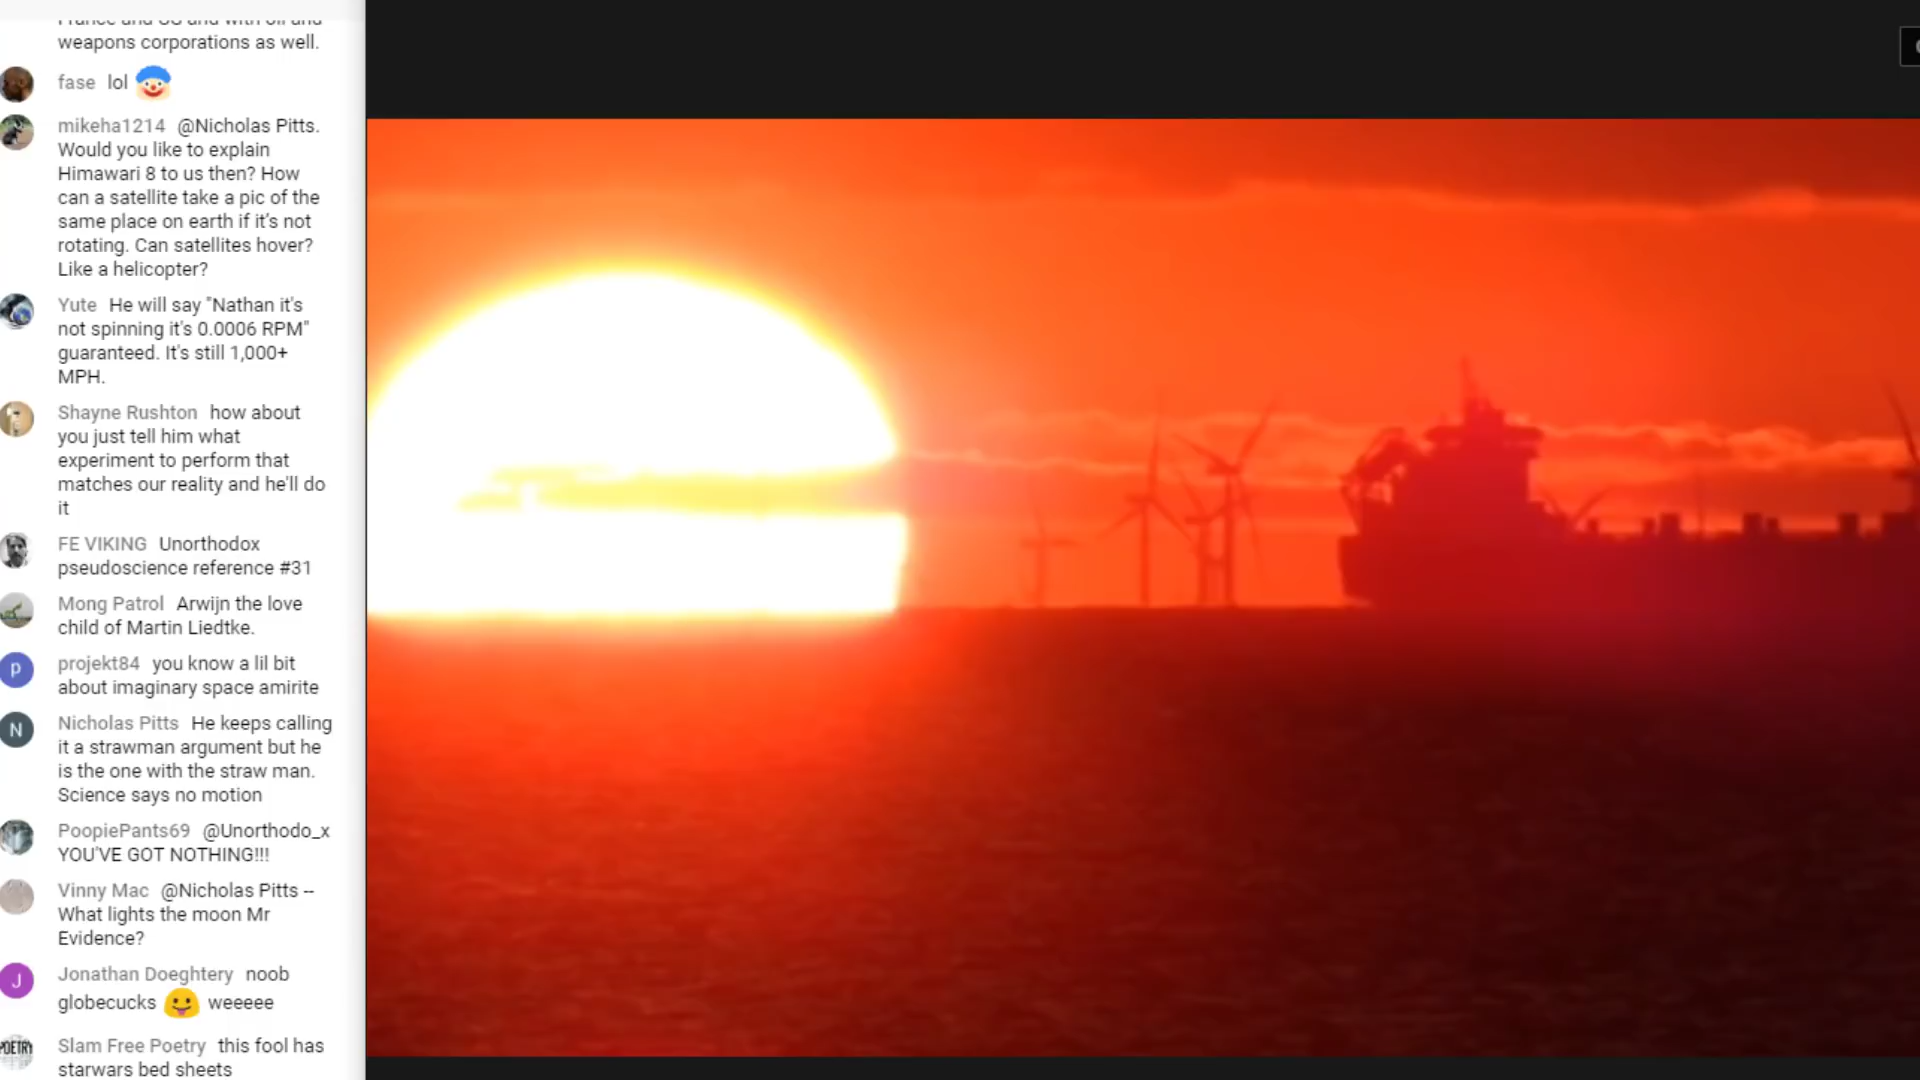 France and US and with oil and
weapons corporations as well.
fase lol
mikeha1214 @Nicholas Pitts.
Would you like to explain
Himawari 8 to us then? How
can a satellite take a pic of the
same place on earth if it's not
rotating. Can satellites hover?
Like a helicopter?
Yute He will say "Nathan it's
not spinning it's 0.0006 RPM"
guaranteed. It's still 1,000+
MPH.
Shayne Rushton how about
you just tell him what
experiment to perform that
matches our reality and he'll do
it
FE VIKING Unorthodox
pseudoscience reference #31
Mong Patrol Arwijn the love
child of Martin Liedtke.
P
projekt84 you know a lil bit
about imaginary space amirite
N
Nicholas Pitts He keeps calling
it a strawman argument but he
is the one with the straw man.
Science says no motion
PoopiePants69 @Unorthodo_x
YOU'VE GOT NOTHING!!!
Vinny Mac @Nicholas Pitts --
What lights the moon Mr
Evidence?
J
Jonathan Doeghtery noob
globecucks weeeee
POETRY
Slam Free Poetry this fool has
starwars bed sheets